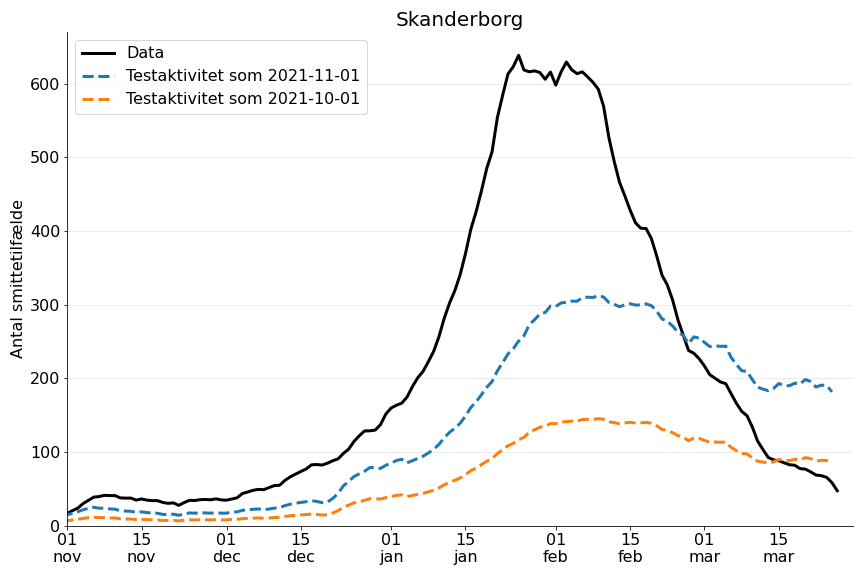 Skanderborg
Data
Testaktivitet som 2021-11-01
Testaktivitet som 2021-10-01
Antal smittetilfælde
600
500
400
300
200
100
0
01 15 01 15 01 15 01 15 01 15
nov nov dec dec jan jan feb feb mar mar